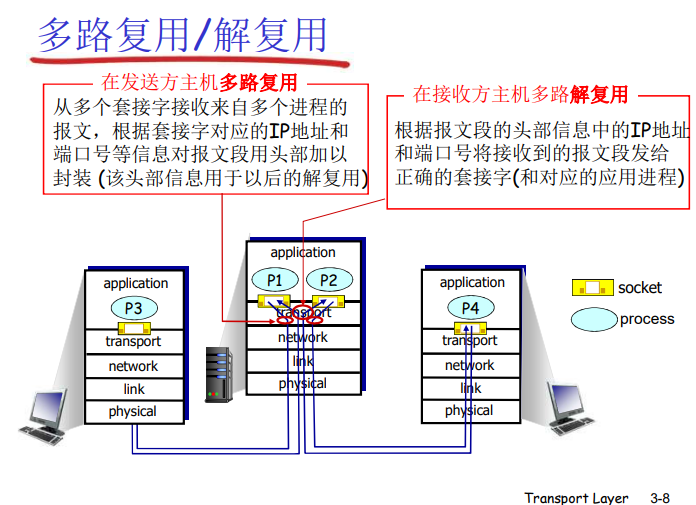 多路复用/解复用
在发送方主机多路复用
从多个套接字接收来自多个进程的
报文，根据套接字对应的IP地址和
端口号等信息对报文段用头部加以
封装 (该头部信息用于以后的解复用)
在接收方主机多路解复用
根据报文段的头部信息中的IP地址
和端口号将接收到的报文段发给
正确的套接字(和对应的应用进程)
application
P3
transport
network
link
physical
application
P1
P2
transport
network
link
physical
application
P4
transport
network
link
physical
socket
process
Transport Layer 3-8